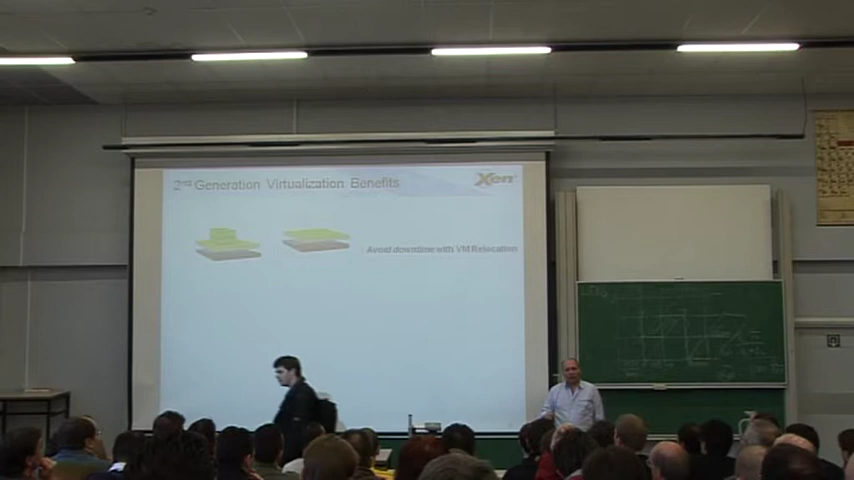 2nd Generation Virtualization Benefits
Xen
Avoid downtime with VM Relocation